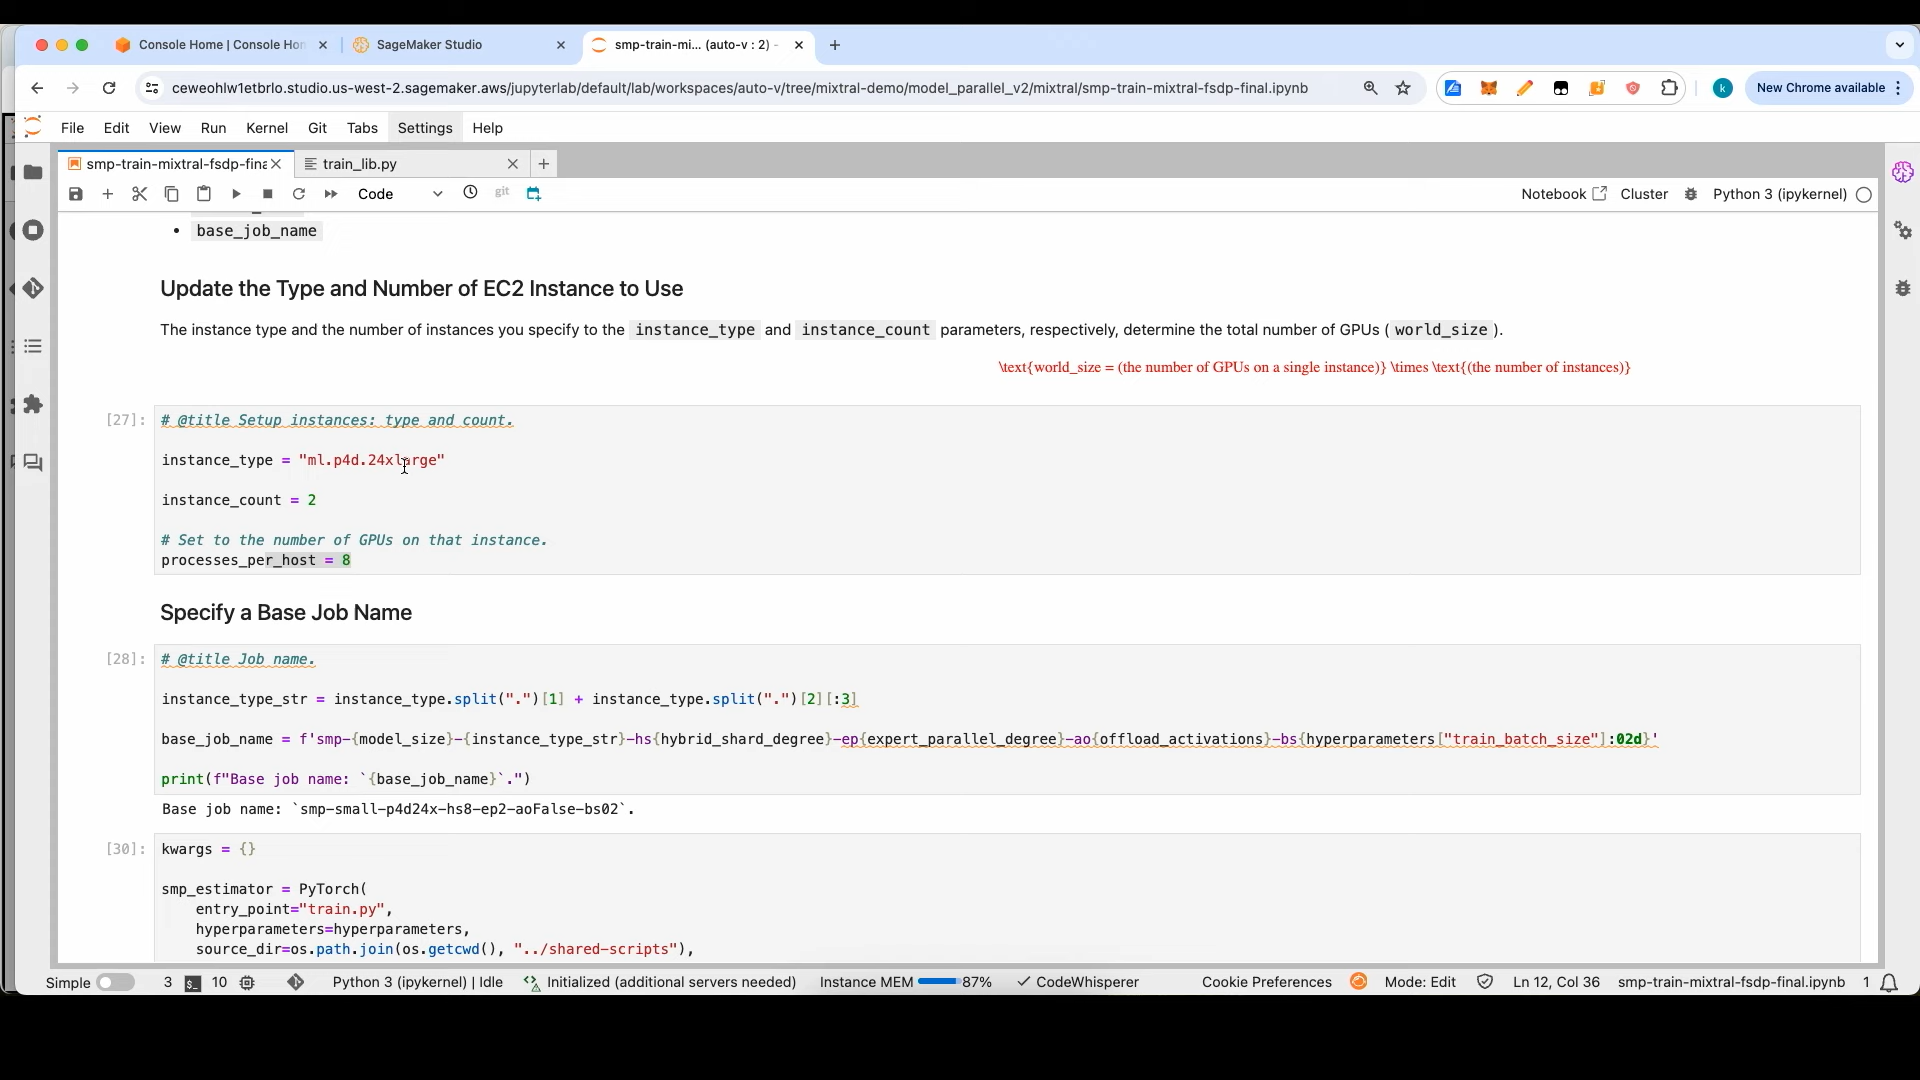 Console Home | Console Hom
SageMaker Studio
smp-train-mi... (auto-v : 2) -
ceweohlw1etbrlo.studio.us-west-2.sagemaker.aws/jupyterlab/default/lab/workspaces/auto-v/tree/mixtral-demo/model_parallel_v2/mixtral/smp-train-mixtral-fsdp-final.ipynb
k
New Chrome available
File Edit View Run Kernel Git Tabs Settings Help
smp-train-mixtral-fsdp-fina
train_lib.py
Code
git
Notebook
Cluster
Python 3 (ipykernel)
• base_job_name
Update the Type and Number of EC2 Instance to Use
The instance type and the number of instances you specify to the instance_type and instance_count parameters, respectively, determine the total number of GPUs ( world_size ).
\text{world_size = (the number of GPUs on a single instance)} \times \text{(the number of instances)}
[27]: # @title Setup instances: type and count.
instance_type = "ml.p4d.24xlarge"
instance_count = 2
# Set to the number of GPUs on that instance.
processes_per_host = 8
Specify a Base Job Name
[28]: # @title Job name.
instance_type_str = instance_type.split(".")[1] + instance_type.split(".")[2][:3]
base_job_name = f'smp-{model_size}-{instance_type_str}-hs{hybrid_shard_degree}-ep{expert_parallel_degree}-ao{offload_activations}-bs{hyperparameters["train_batch_size"]:02d}'
print(f"Base job name: `{base_job_name}`.")
Base job name: `smp-small-p4d24x-hs8-ep2-aoFalse-bs02`.
[30]: kwargs = {}
smp_estimator = PyTorch(
entry_point="train.py",
hyperparameters=hyperparameters,
source_dir=os.path.join(os.getcwd(), "../shared-scripts"),
Simple 3 10 Python 3 (ipykernel) | Idle Initialized (additional servers needed) Instance MEM 87% CodeWhisperer Cookie Preferences Mode: Edit Ln 12, Col 36 smp-train-mixtral-fsdp-final.ipynb 1